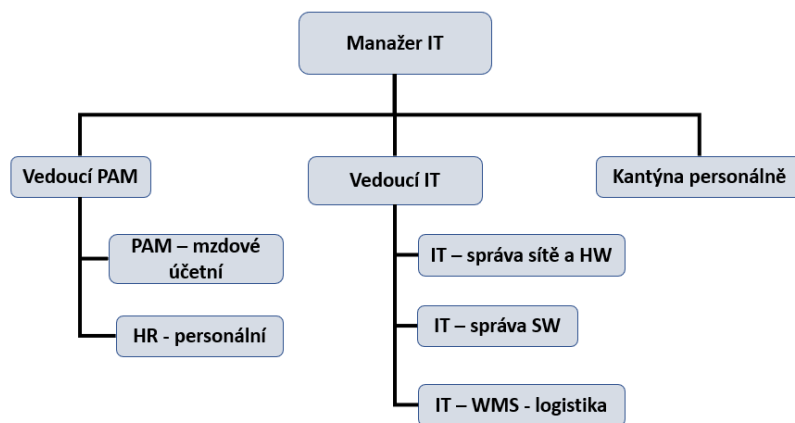 Manažer IT
Vedoucí PAM
Vedoucí IT
Kantýna personálně
PAM – mzdové
účetní
HR - personální
IT – správa sítě a HW
IT – správa SW
IT – WMS - logistika